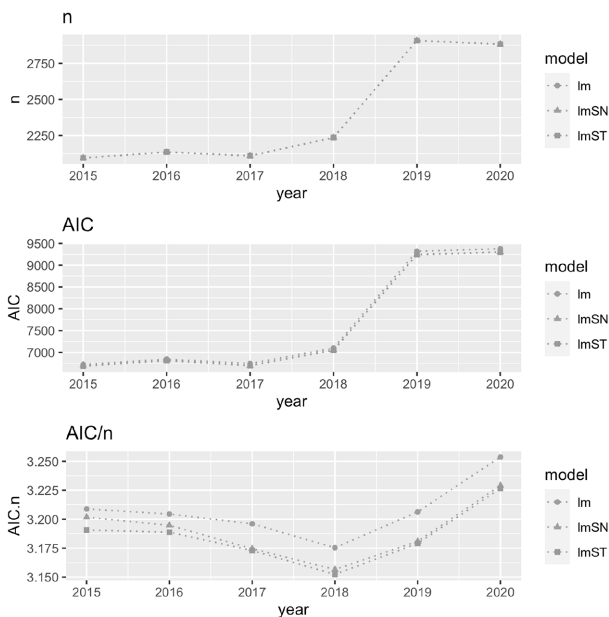 n
2750
2500
2250
n
2015 2016 2017 2018 2019 2020
year
model
lm
lmSN
lmST
AIC
9500
9000
8500
8000
7500
7000
AIC
2015 2016 2017 2018 2019 2020
year
model
lm
lmSN
lmST
AIC/n
3.250
3.225
3.200
3.175
3.150
AIC.n
2015 2016 2017 2018 2019 2020
year
model
lm
lmSN
lmST